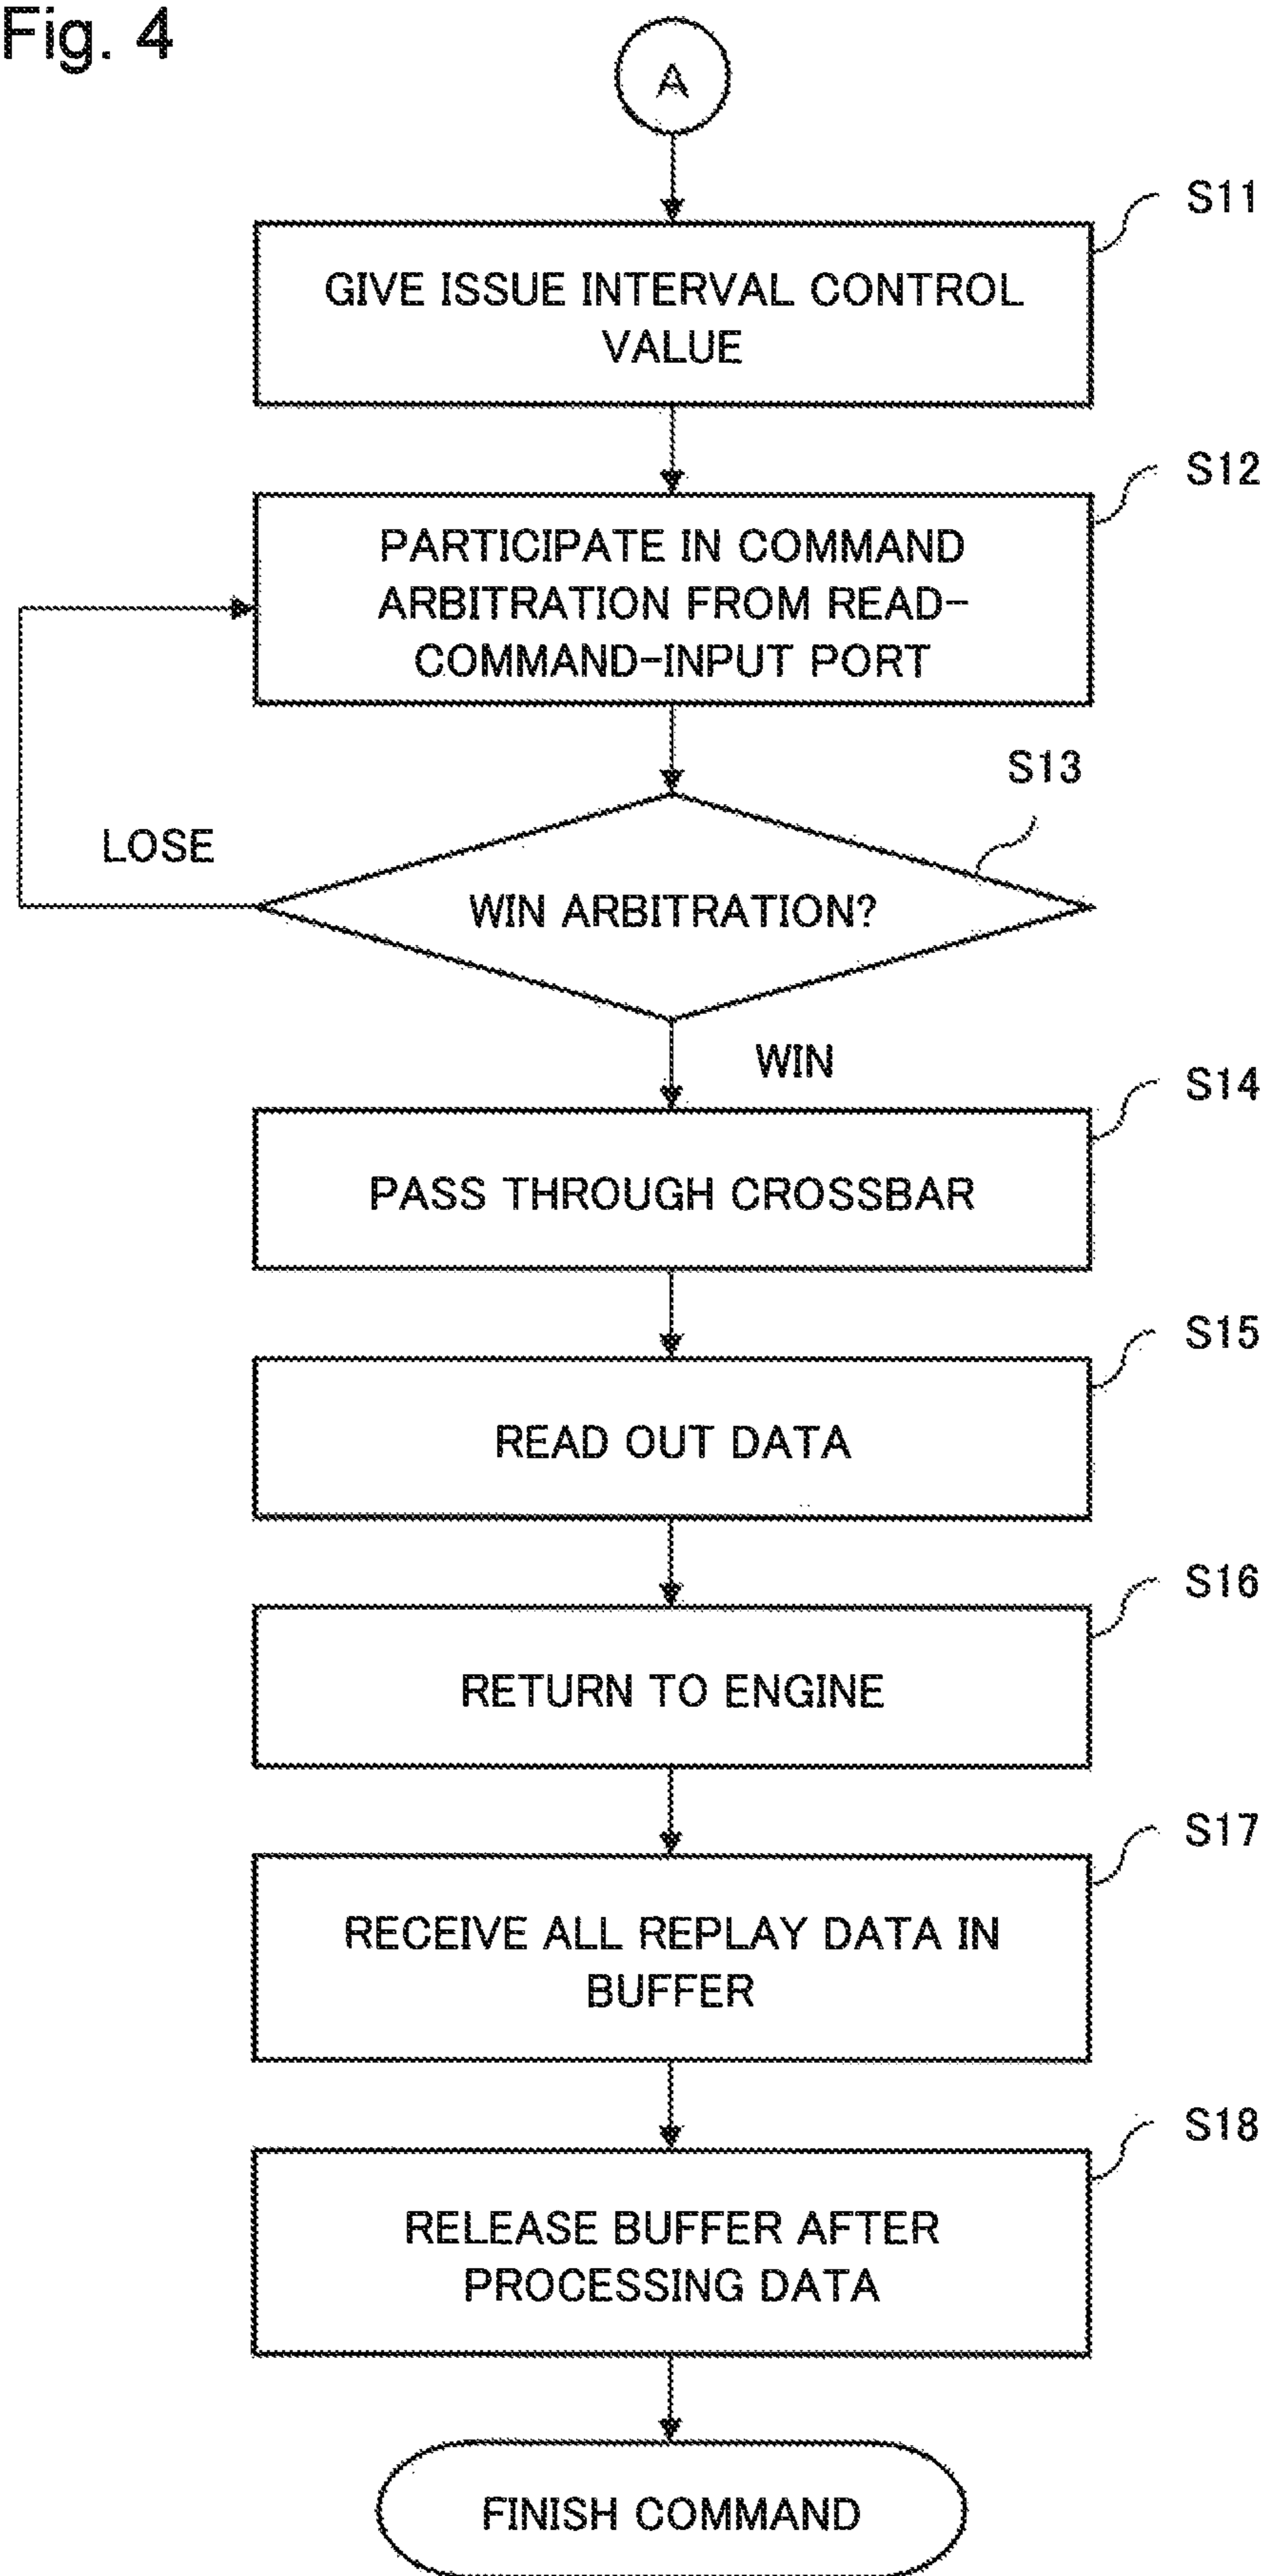 Fig. 4
A
S11
GIVE ISSUE INTERVAL CONTROL
VALUE
S12
PARTICIPATE IN COMMAND
ARBITRATION FROM READ-
COMMAND-INPUT PORT
S13
LOSE
WIN ARBITRATION?
WIN
S14
PASS THROUGH CROSSBAR
S15
READ OUT DATA
S16
RETURN TO ENGINE
S17
RECEIVE ALL REPLAY DATA IN
BUFFER
S18
RELEASE BUFFER AFTER
PROCESSING DATA
FINISH COMMAND